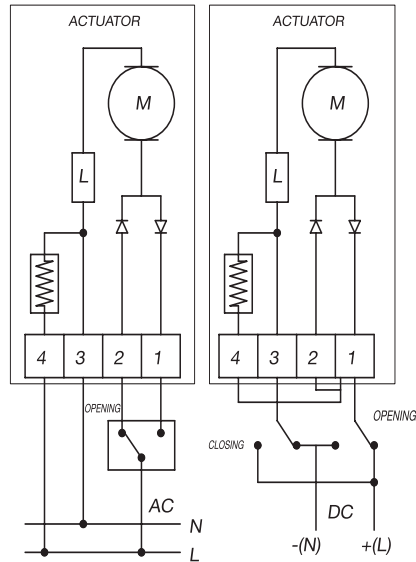 ACTUATOR
M
L
4 3 2 1
OPENING
AC
N
L
ACTUATOR
M
L
4 3 2 1
OPENING
CLOSING
DC
-(N) +(L)